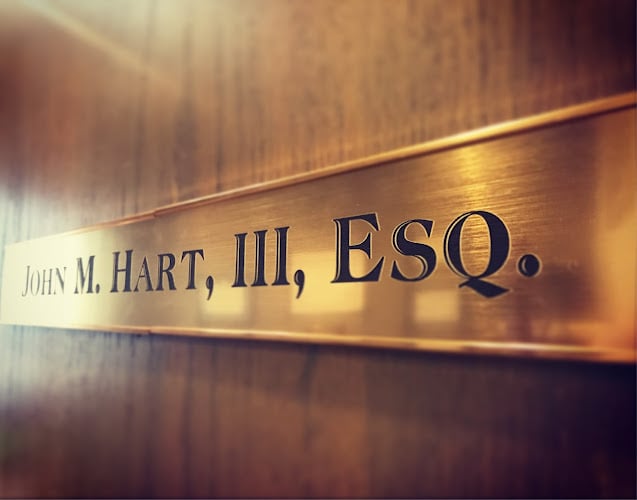 John M. Hart, III, Esq.